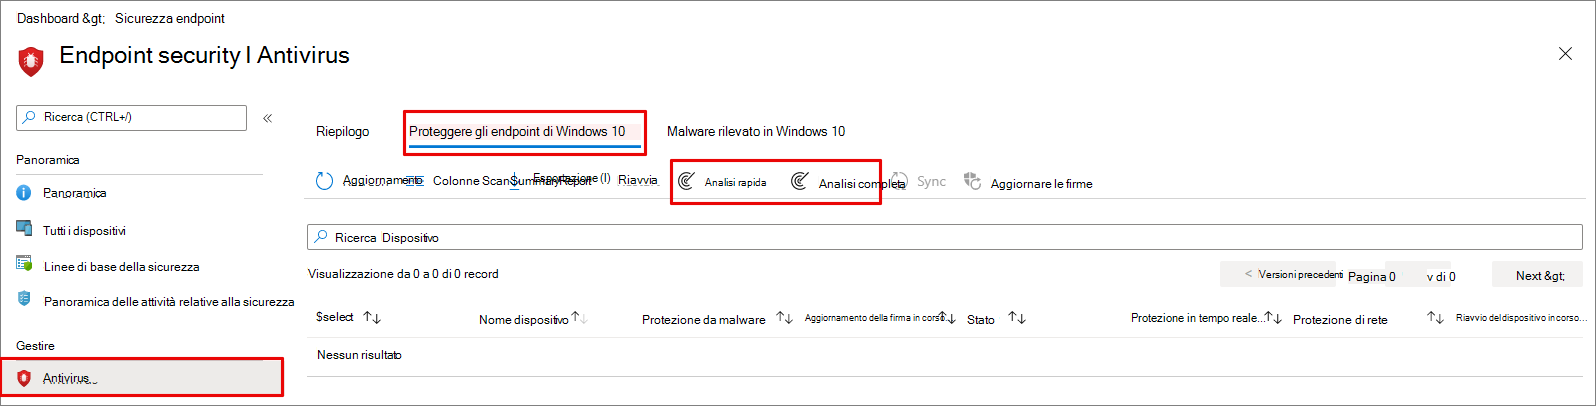 Dashboard &gt; Sicurezza endpoint
Endpoint security | Antivirus
Ricerca (CTRL+/)
«
Panoramica
Panoramica
Tutti i dispositivi
Linee di base della sicurezza
Panoramica delle attività relative alla sicurezza
Gestire
Antivirus
Riepilogo Proteggere gli endpoint di Windows 10 Malware rilevato in Windows 10
Aggiornamento Colonne ScanSummaryReport Esportazione (I) Riavvia Analisi rapida Analisi completa Sync Aggiornare le firme
Ricerca Dispositivo
Visualizzazione da 0 a 0 di 0 record < Versioni precedenti Pagina 0 v di 0 Next &gt;
$select ↑↓ Nome dispositivo ↑↓ Protezione da malware ↑↓ Aggiornamento della firma in corso... ↑↓ Stato ↑↓ Protezione in tempo reale... ↑↓ Protezione di rete ↑↓ Riavvio del dispositivo in corso...
Nessun risultato